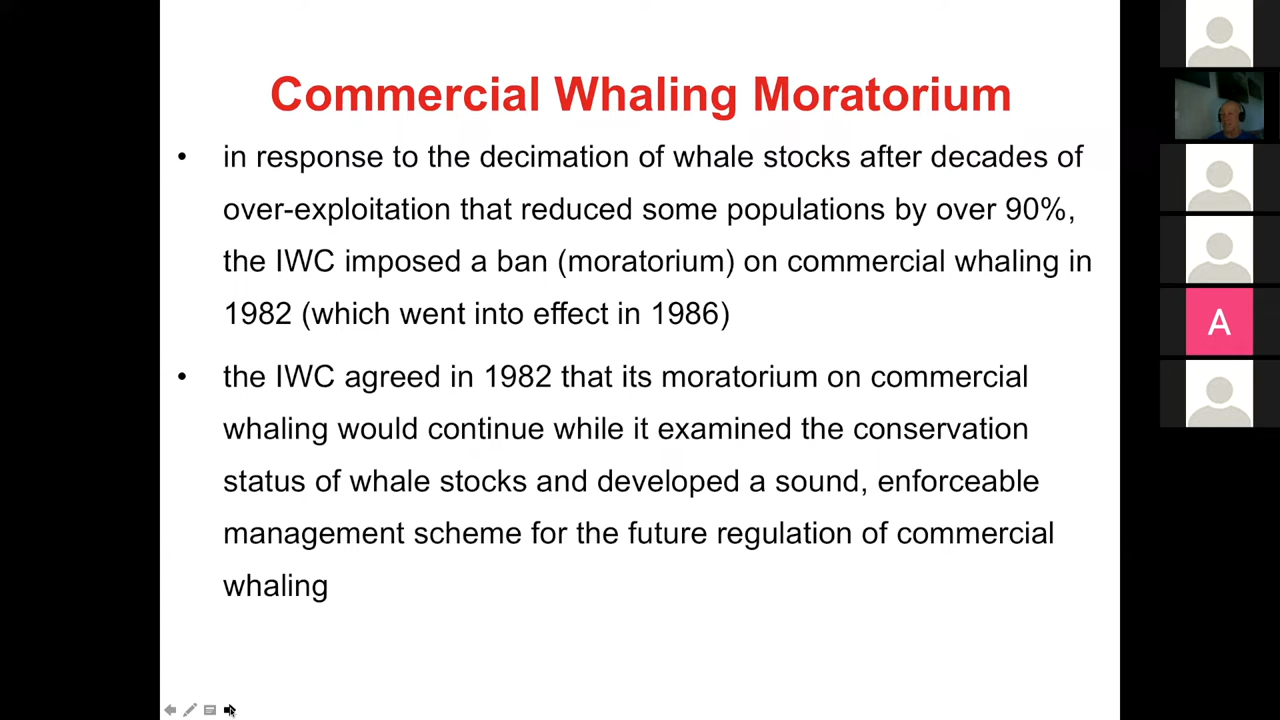 Commercial Whaling Moratorium
• in response to the decimation of whale stocks after decades of
over-exploitation that reduced some populations by over 90%,
the IWC imposed a ban (moratorium) on commercial whaling in
1982 (which went into effect in 1986)
• the IWC agreed in 1982 that its moratorium on commercial
whaling would continue while it examined the conservation
status of whale stocks and developed a sound, enforceable
management scheme for the future regulation of commercial
whaling
A